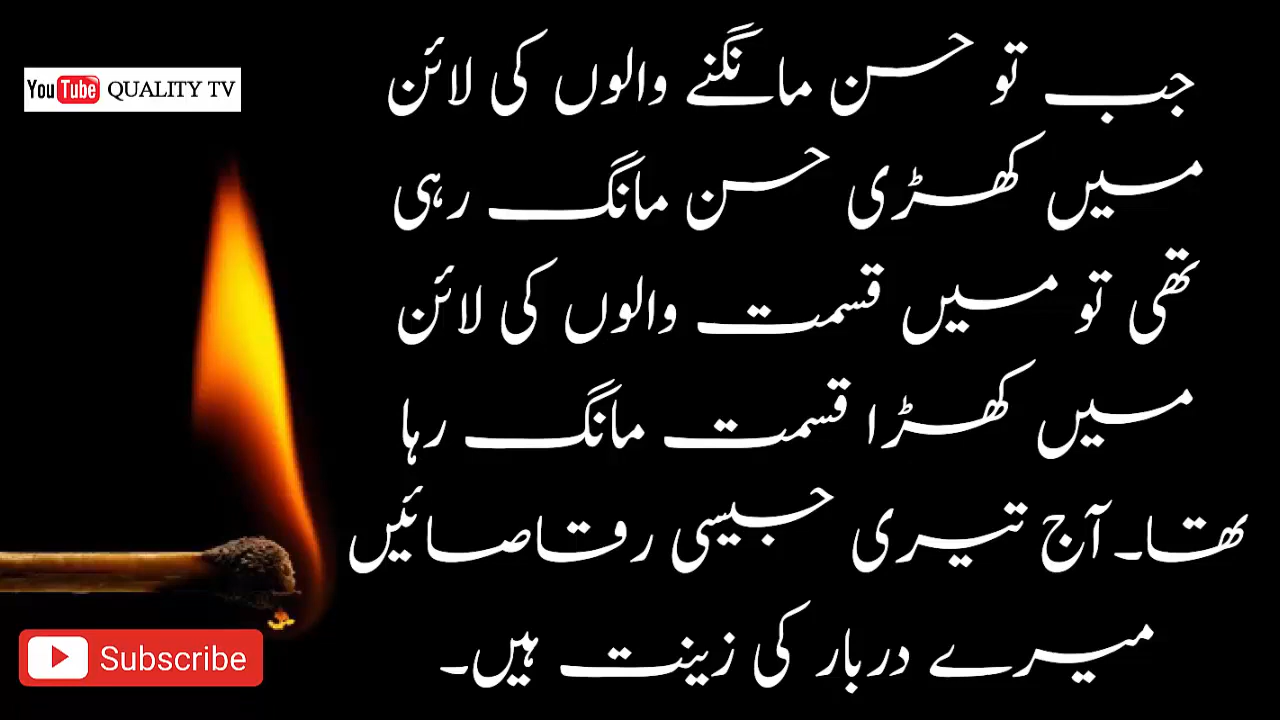 YouTube QUALITY TV
جب تو حسن مانگنے والوں کی لائن
میں کھڑی حسن مانگ رہی
تھی تو میں قسمت والوں کی لائن
میں کھڑا قسمت مانگ رہا
تھا۔ آج تیری جیسی رقاصائیں
میرے دربار کی زینت ہیں۔
Subscribe